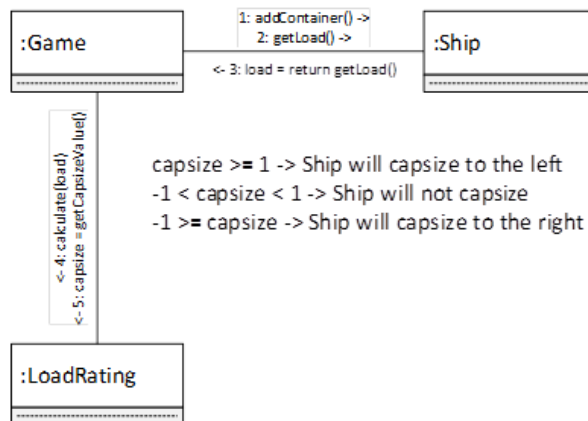 1: addContainer() ->
2: getLoad() ->
:Game
:Ship
<- 3: load = return getLoad()
<- 4: calculate(load)
<- 5: capsize = getCapsizeValue()
capsize >= 1 -> Ship will capsize to the left
-1 < capsize < 1 -> Ship will not capsize
-1 >= capsize -> Ship will capsize to the right
:LoadRating